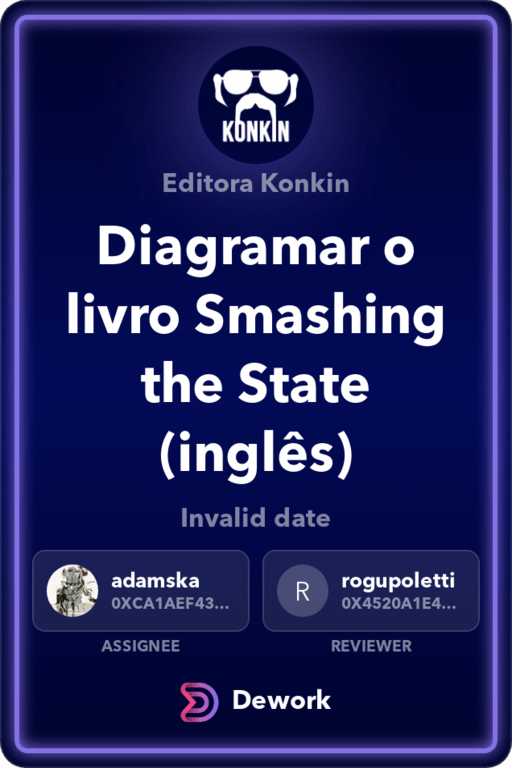 KONKIN
Editora Konkin
Diagramar o
livro Smashing
the State
(inglês)
Invalid date
adamska
0XCA1AEF43...
ASSIGNEE
R
rogupoletti
0X4520A1E4...
REVIEWER
Dework